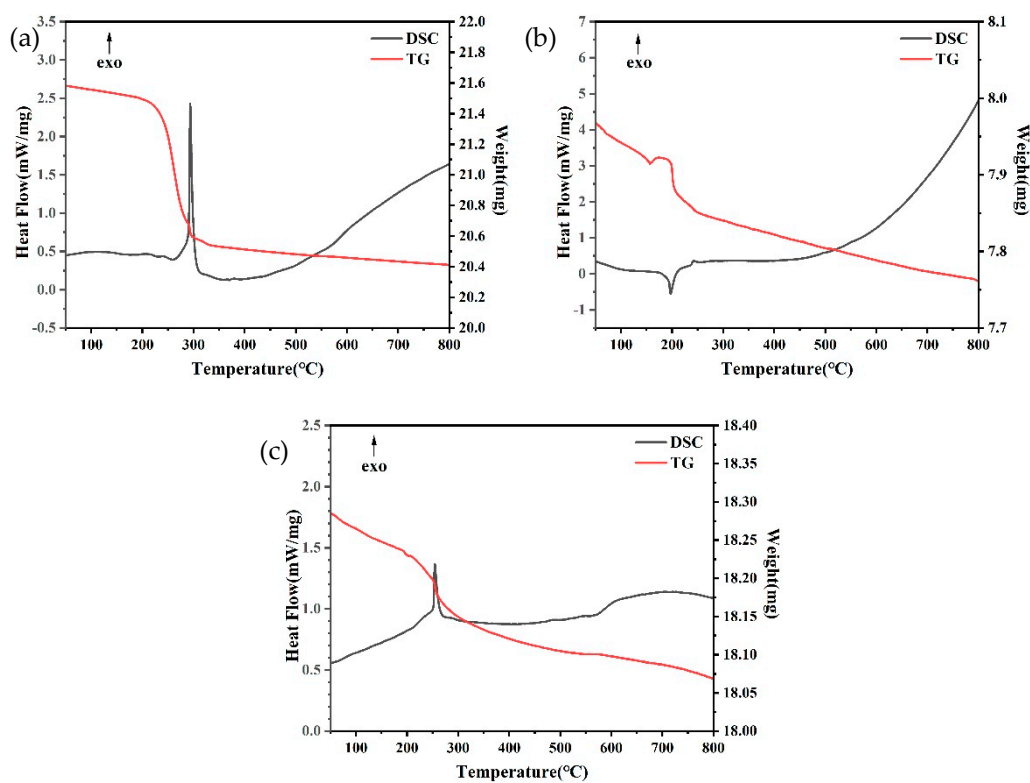 (a)
exo
DSC
TG
Heat Flow(mW/mg)
3.5
3.0
2.5
2.0
1.5
1.0
0.5
0.0
-0.5
22.0
21.8
21.6
21.4
21.2
21.0
20.8
20.6
20.4
20.2
20.0
Weight(mg)
100 200 300 400 500 600 700 800
Temperature(°C)
(b)
exo
DSC
TG
Heat Flow(mW/mg)
7
6
5
4
3
2
1
0
-1
8.1
8.0
7.9
7.8
7.7
Weight(mg)
100 200 300 400 500 600 700 800
Temperature(°C)
(c)
exo
DSC
TG
Heat Flow(mW/mg)
2.5
2.0
1.5
1.0
0.5
0.0
18.40
18.35
18.30
18.25
18.20
18.15
18.10
18.05
18.00
Weight(mg)
100 200 300 400 500 600 700 800
Temperature(°C)